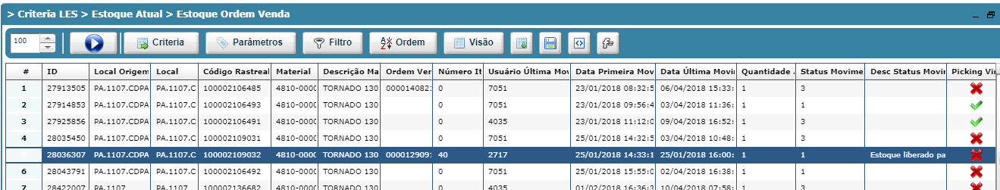 > Criteria LES > Estoque Atual > Estoque Ordem Venda
100 Criteria Parâmetros Filtro Ordem Visão
# ID Local Origem Local Código Rastreal Material Descrição Ma Ordem Ver Número It Usuário Última Mov Data Primeira Mov Data Última Movi Quantidade Status Movime Desc Status Movir Picking Vir
1 27913505 PA.1107.CDPA PA.1107.C 100002106485 4810-0000 TORNADO 130 0000140821 0 7051 23/01/2018 08:32:5 06/04/2018 15:33: 1 3
2 27914853 PA.1107.CDPA PA.1107.C 100002106493 4810-0000 TORNADO 130 0 7051 23/01/2018 09:56:4 03/04/2018 11:36: 1 1
3 27925856 PA.1107.CDPA PA.1107.C 100002106491 4810-0000 TORNADO 130 0 4035 23/01/2018 11:12:0 09/04/2018 16:52: 1 3
4 28035450 PA.1107.CDPA PA.1107.C 100002109031 4810-0000 TORNADO 130 0 7051 25/01/2018 14:32:5 03/04/2018 10:48: 1 3
5 28036307 PA.1107.CDPA PA.1107.C 100002109032 4810-0000 TORNADO 130 0000129091 40 2717 25/01/2018 14:33:1 25/01/2018 16:00: 1 1 Estoque liberado pa
6 28043791 PA.1107.CDPA PA.1107.C 100002106492 4810-0000 TORNADO 130 0 7051 25/01/2018 15:55:0 02/04/2018 16:38: 1 3
7 28422007 PA.1107 PA.1107 100002136682 4810-0000 TORNADO 130 0 4035 01/02/2018 16:36:3 10/04/2018 07:58: 1 3